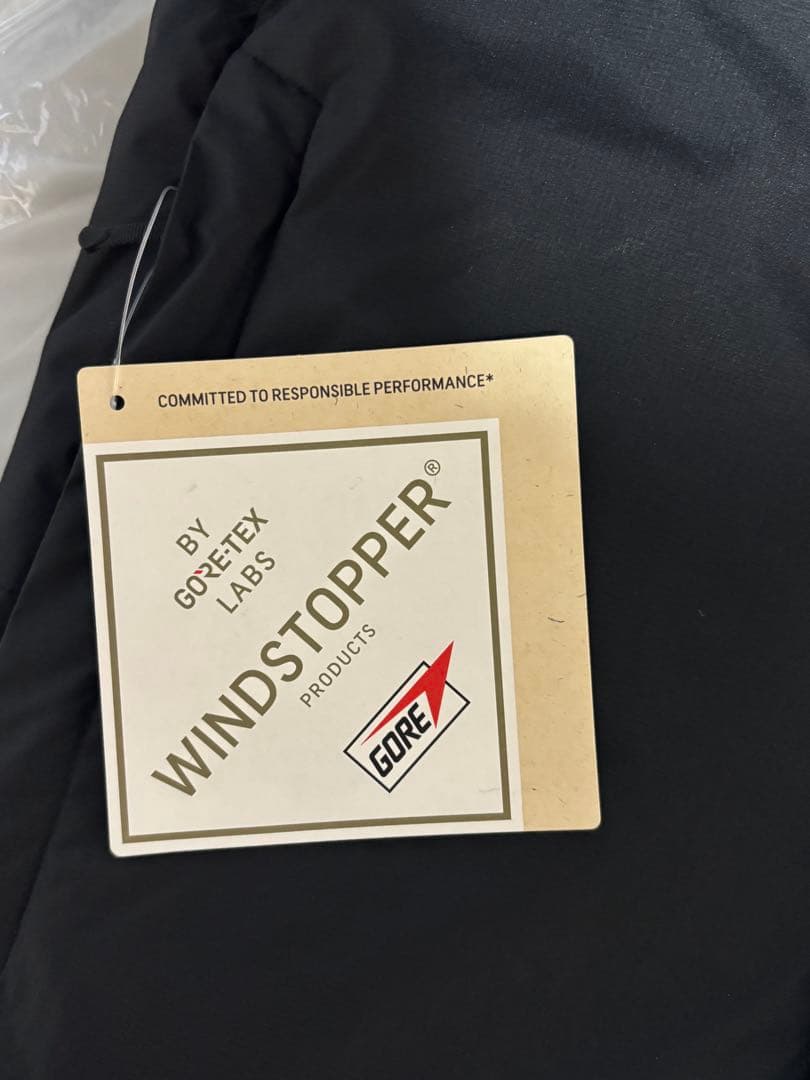 COMMITTED TO RESPONSIBLE PERFORMANCE*
BY
GORE-TEX
LABS
WINDSTOPPER®
PRODUCTS
GORE